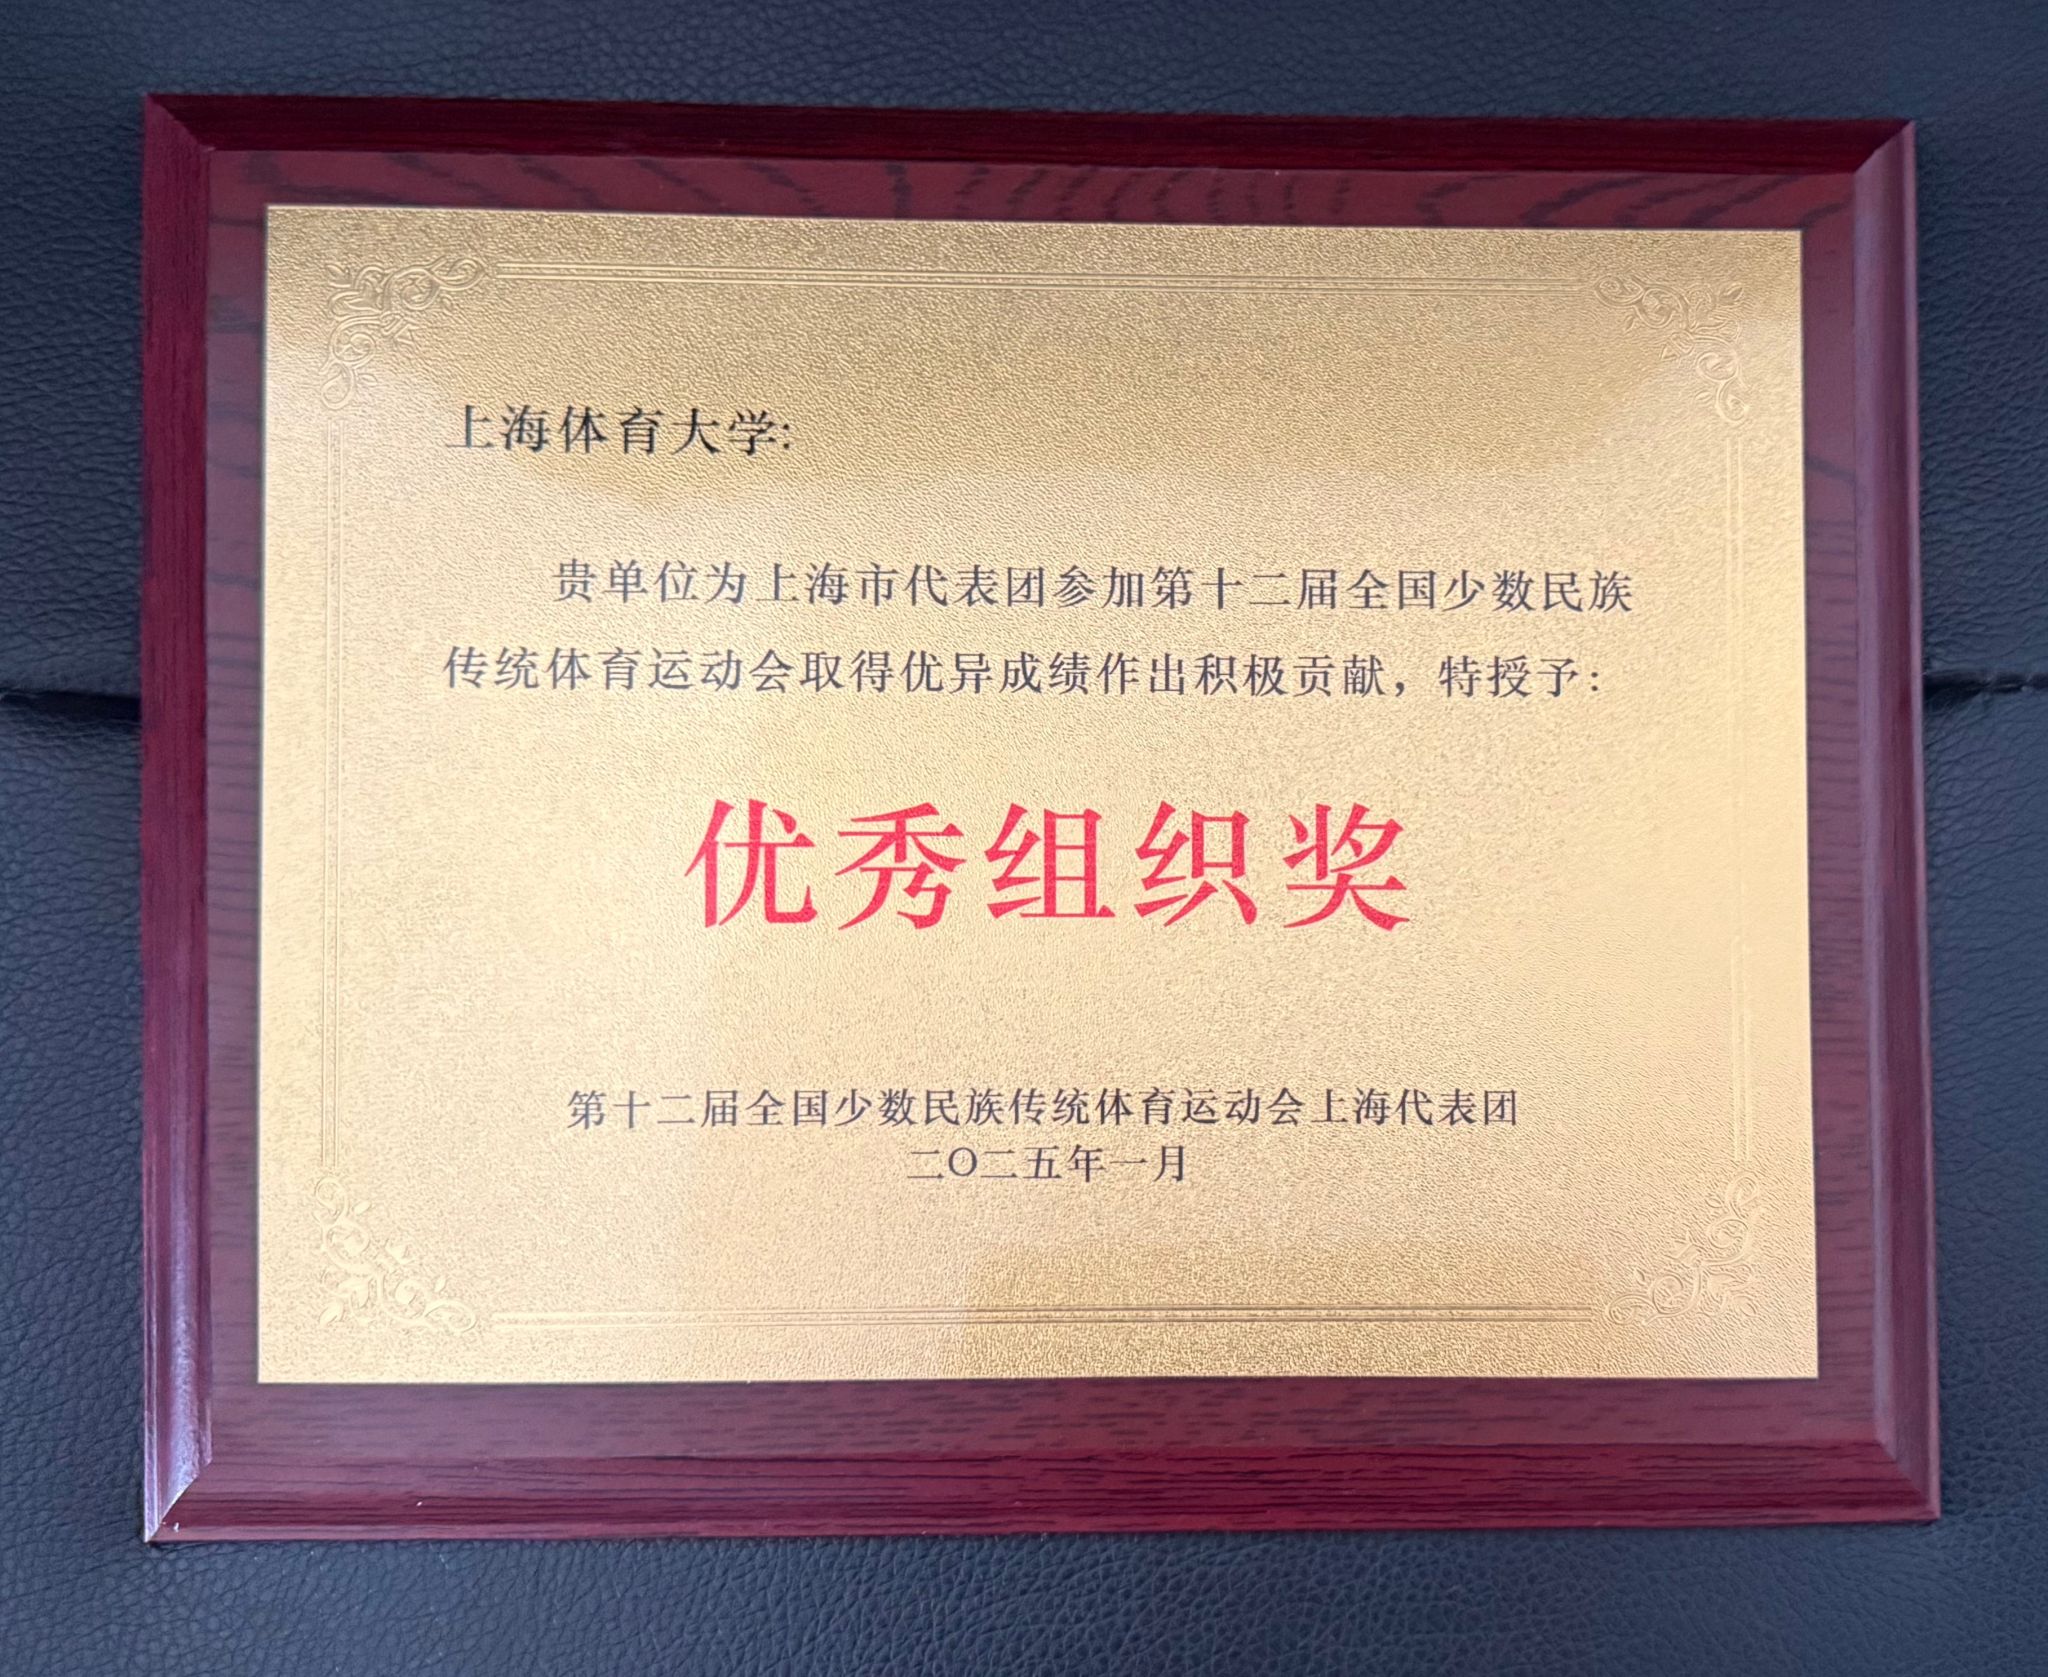 上海体育大学:
贵单位为上海市代表团参加第十二届全国少数民族
传统体育运动会取得优异成绩作出积极贡献，特授予：
优秀组织奖
第十二届全国少数民族传统体育运动会上海代表团
二〇二五年一月